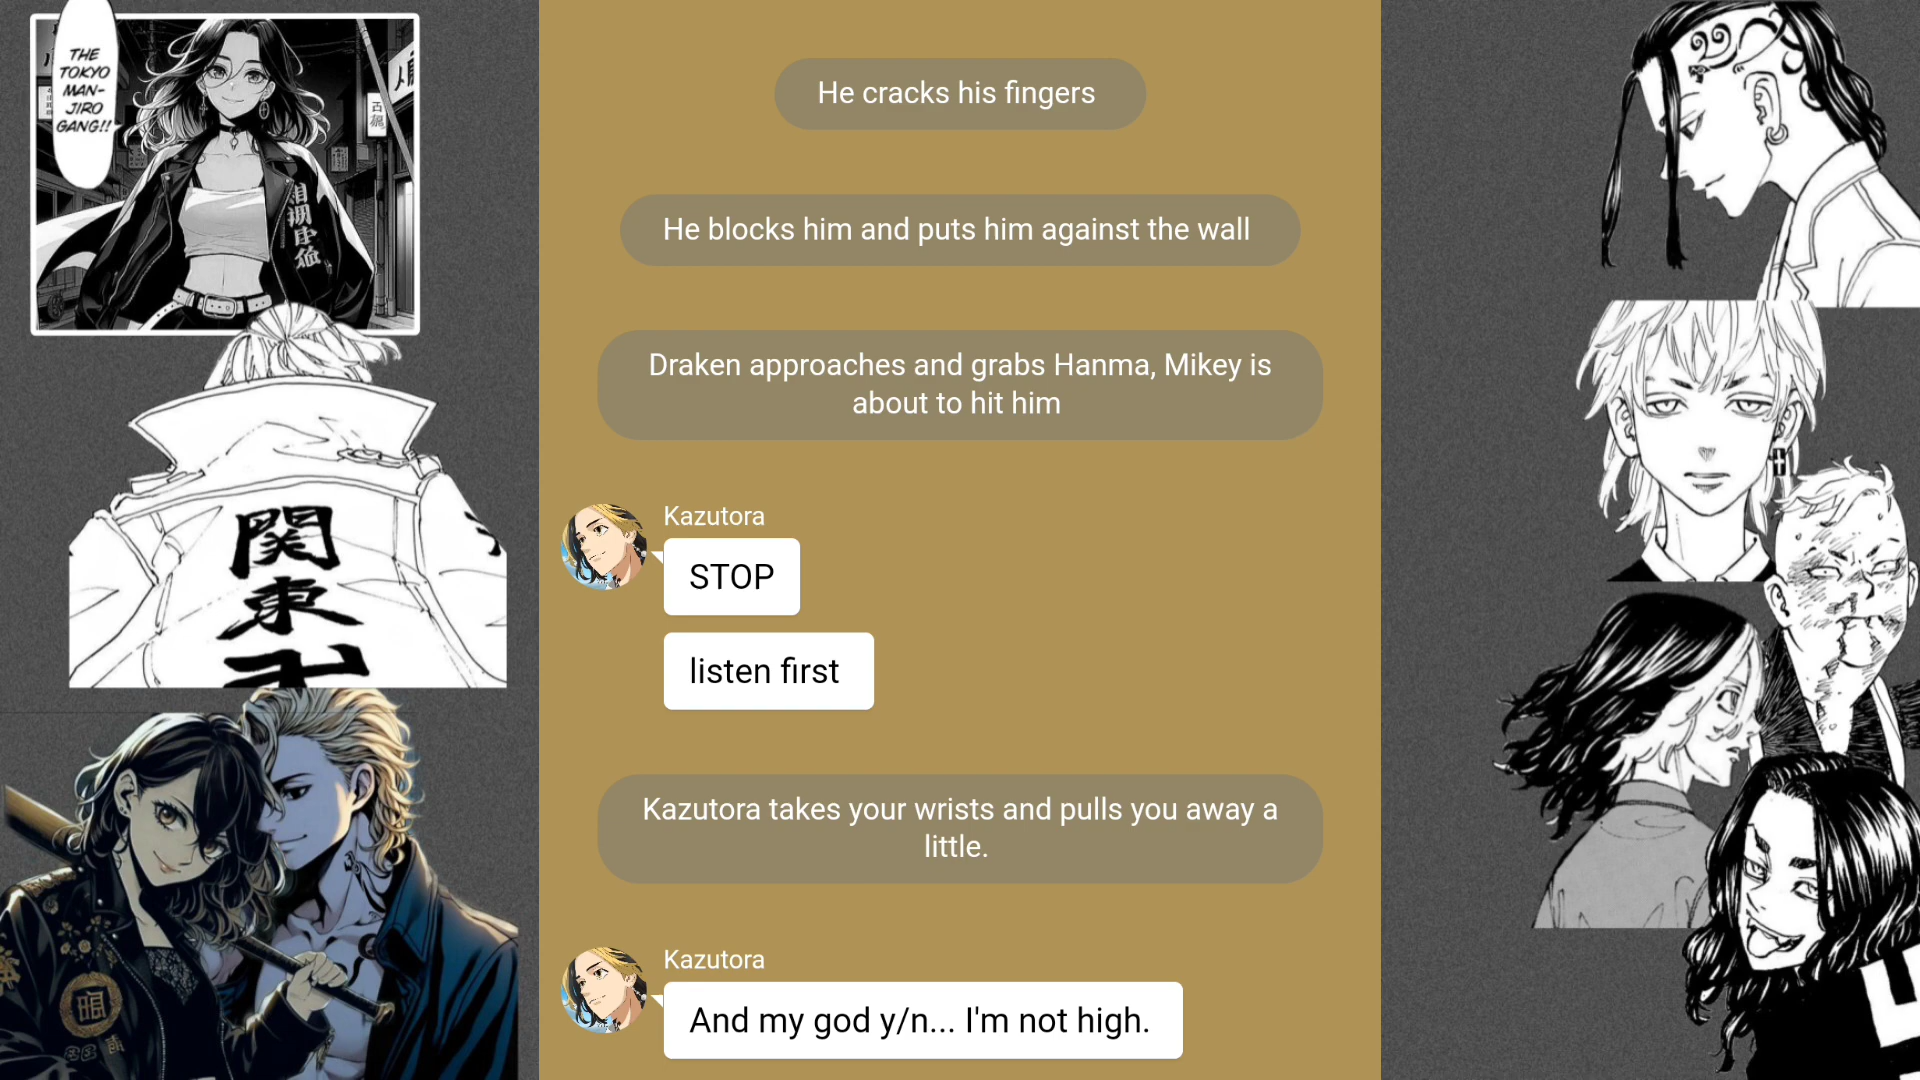 THE
TOKYO
MAN-
JIRO
GANG!!
関
東
卍
He cracks his fingers
He blocks him and puts him against the wall
Draken approaches and grabs Hanma, Mikey is
about to hit him
Kazutora
STOP
listen first
Kazutora takes your wrists and pulls you away a
little.
Kazutora
And my god y/n... I'm not high.